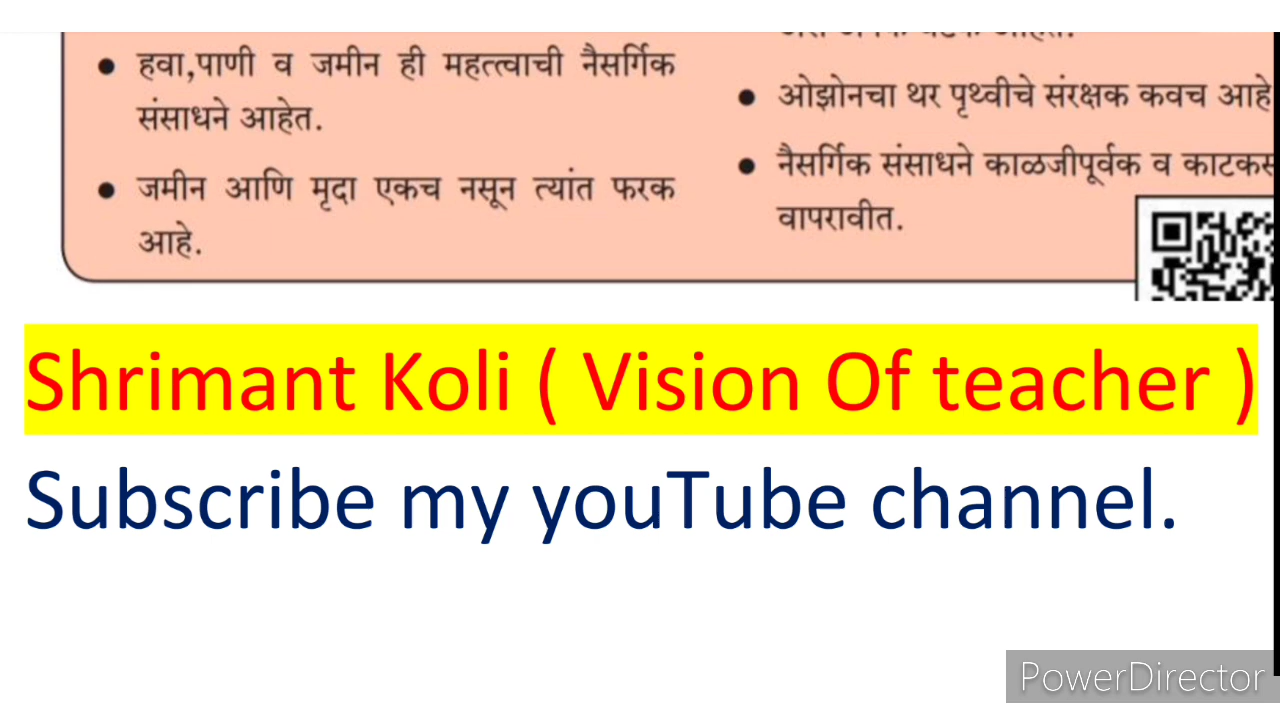 • हवा,पाणी व जमीन ही महत्त्वाची नैसर्गिक
संसाधने आहेत.
• जमीन आणि मृदा एकच नसून त्यांत फरक
आहे.
• ओझोनचा थर पृथ्वीचे संरक्षक कवच आहे
• नैसर्गिक संसाधने काळजीपूर्वक व
वापरावीत.
Shrimant Koli ( Vision Of teacher )
Subscribe my youTube channel.
PowerDirector